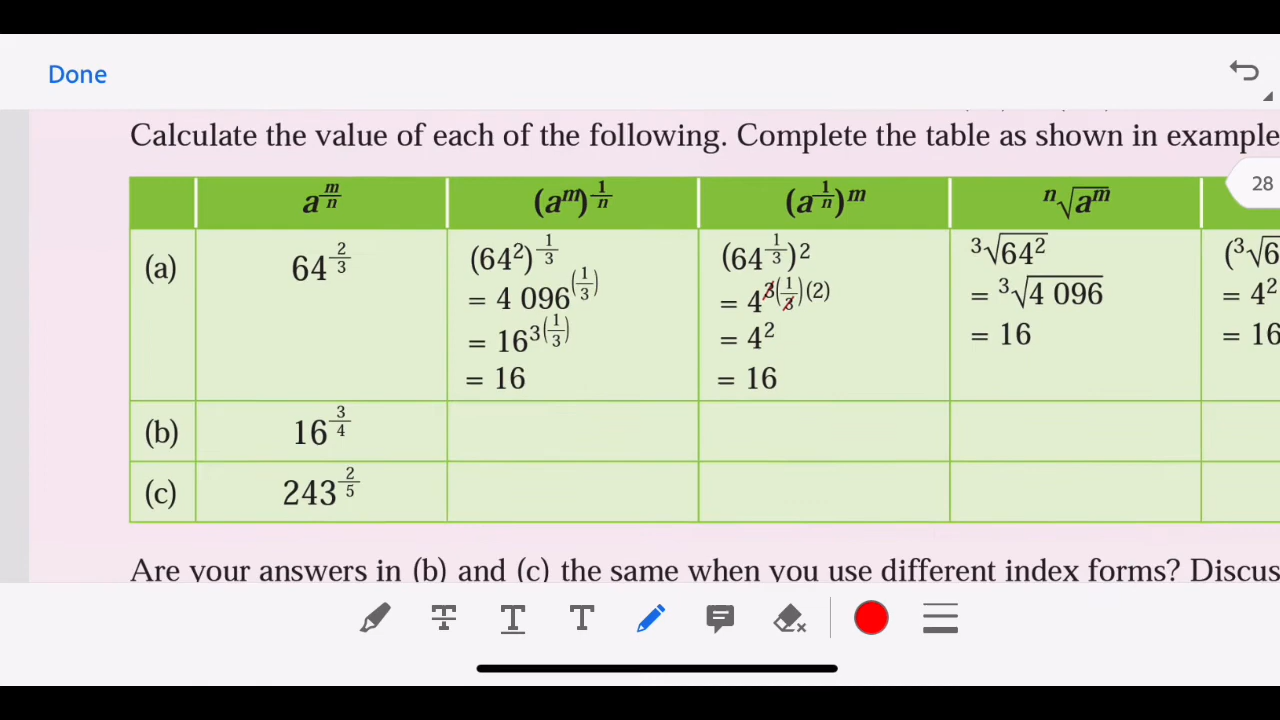 Done
Calculate the value of each of the following. Complete the table as shown in example
28
a^(m/n) (a^m)^(1/n) (a^(1/n))^m ⁿ√a^m
(a) 64^(2/3) (64²)^(1/3) (64^(1/3))² ³√64² (³√6
= 4 096^(1/3) = 4^(3(1/3)(2)) = ³√4 096 = 4²
= 16^(3(1/3)) = 4² = 16 = 16
= 16 = 16
(b) 16^(3/4)
(c) 243^(2/5)
Are your answers in (b) and (c) the same when you use different index forms? Discus
T T T